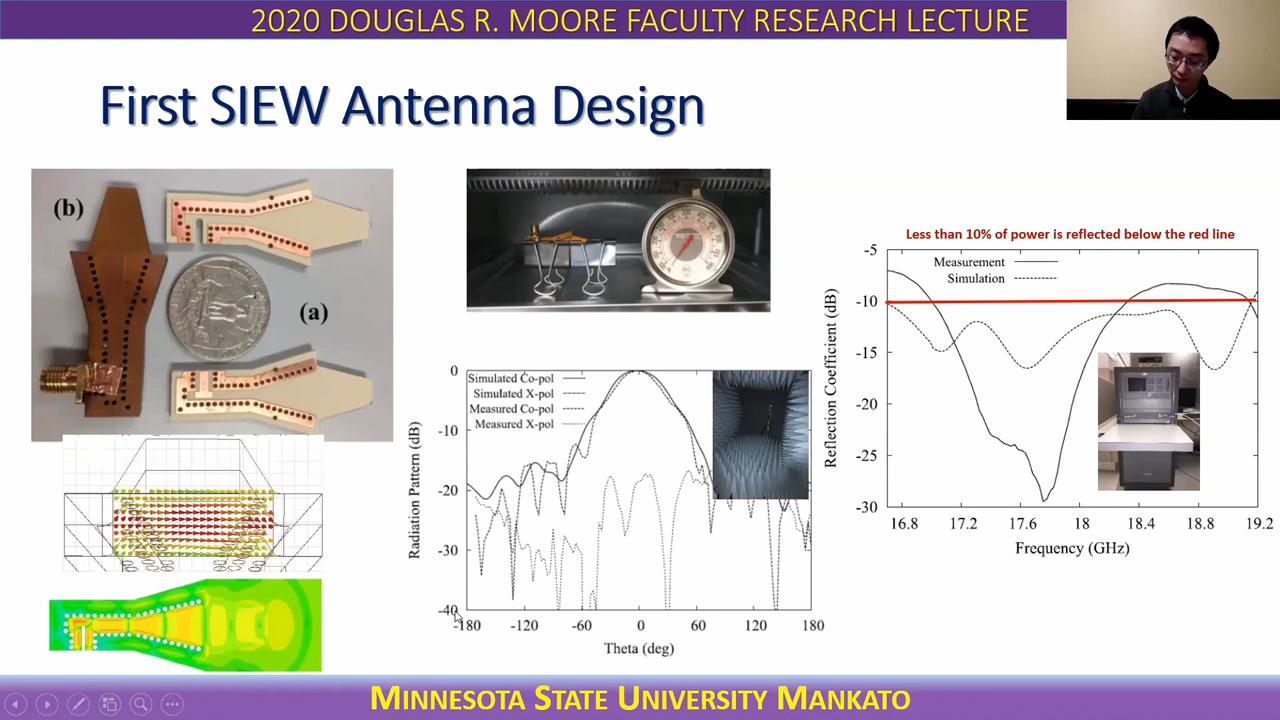 2020 DOUGLAS R. MOORE FACULTY RESEARCH LECTURE
First SIEW Antenna Design
(b)
(a)
Simulated Co-pol
Simulated X-pol
Measured Co-pol
Measured X-pol
Radiation Pattern (dB)
0
-10
-20
-30
-40
-180
-120
-60
0
60
120
180
Theta (deg)
Less than 10% of power is reflected below the red line
Measurement
Simulation
Reflection Coefficient (dB)
-5
-10
-15
-20
-25
-30
16.8
17.2
17.6
18
18.4
18.8
19.2
Frequency (GHz)
MINNESOTA STATE UNIVERSITY MANKATO